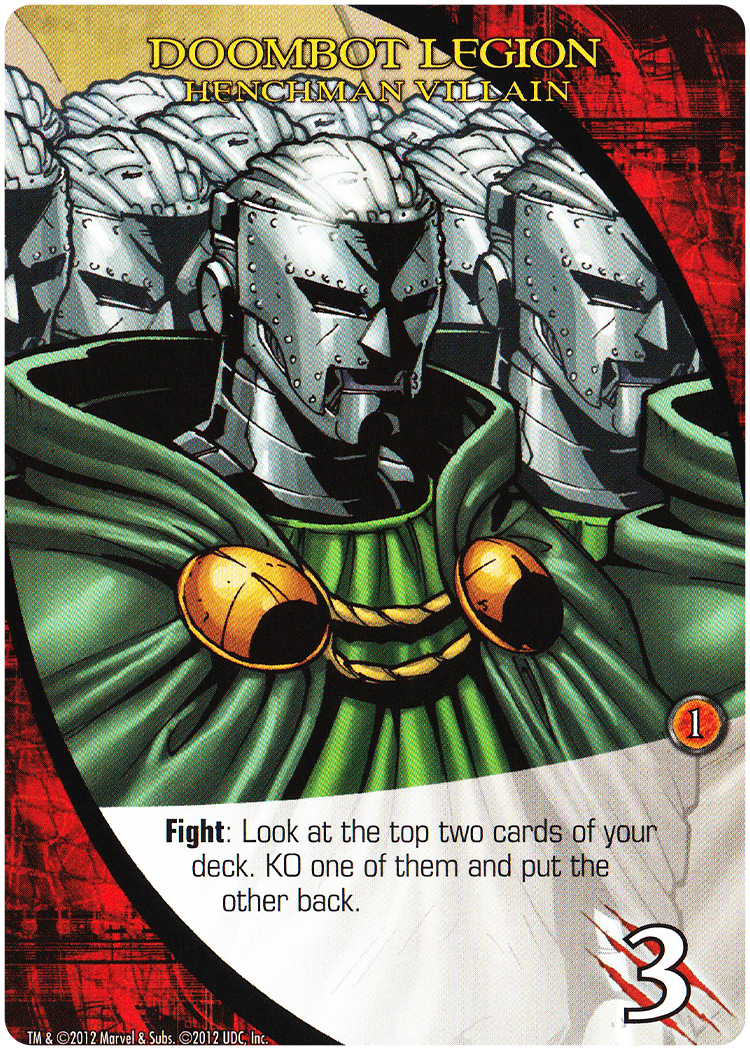 DOOMBOT LEGION
HENCHMAN VILLAIN
1
Fight: Look at the top two cards of your
deck. KO one of them and put the
other back.
3
TM & ©2012 Marvel & Subs. ©2012 UDC, Inc.